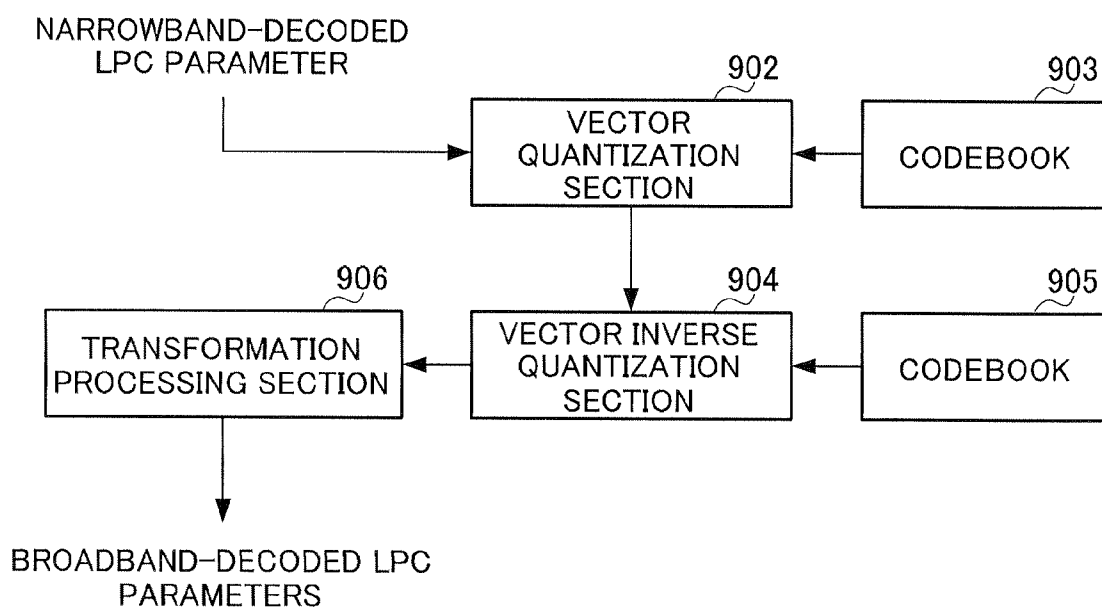 NARROWBAND-DECODED
LPC PARAMETER
902
903
VECTOR
QUANTIZATION
SECTION
CODEBOOK
906
904
905
TRANSFORMATION
PROCESSING SECTION
VECTOR INVERSE
QUANTIZATION
SECTION
CODEBOOK
BROADBAND-DECODED LPC
PARAMETERS